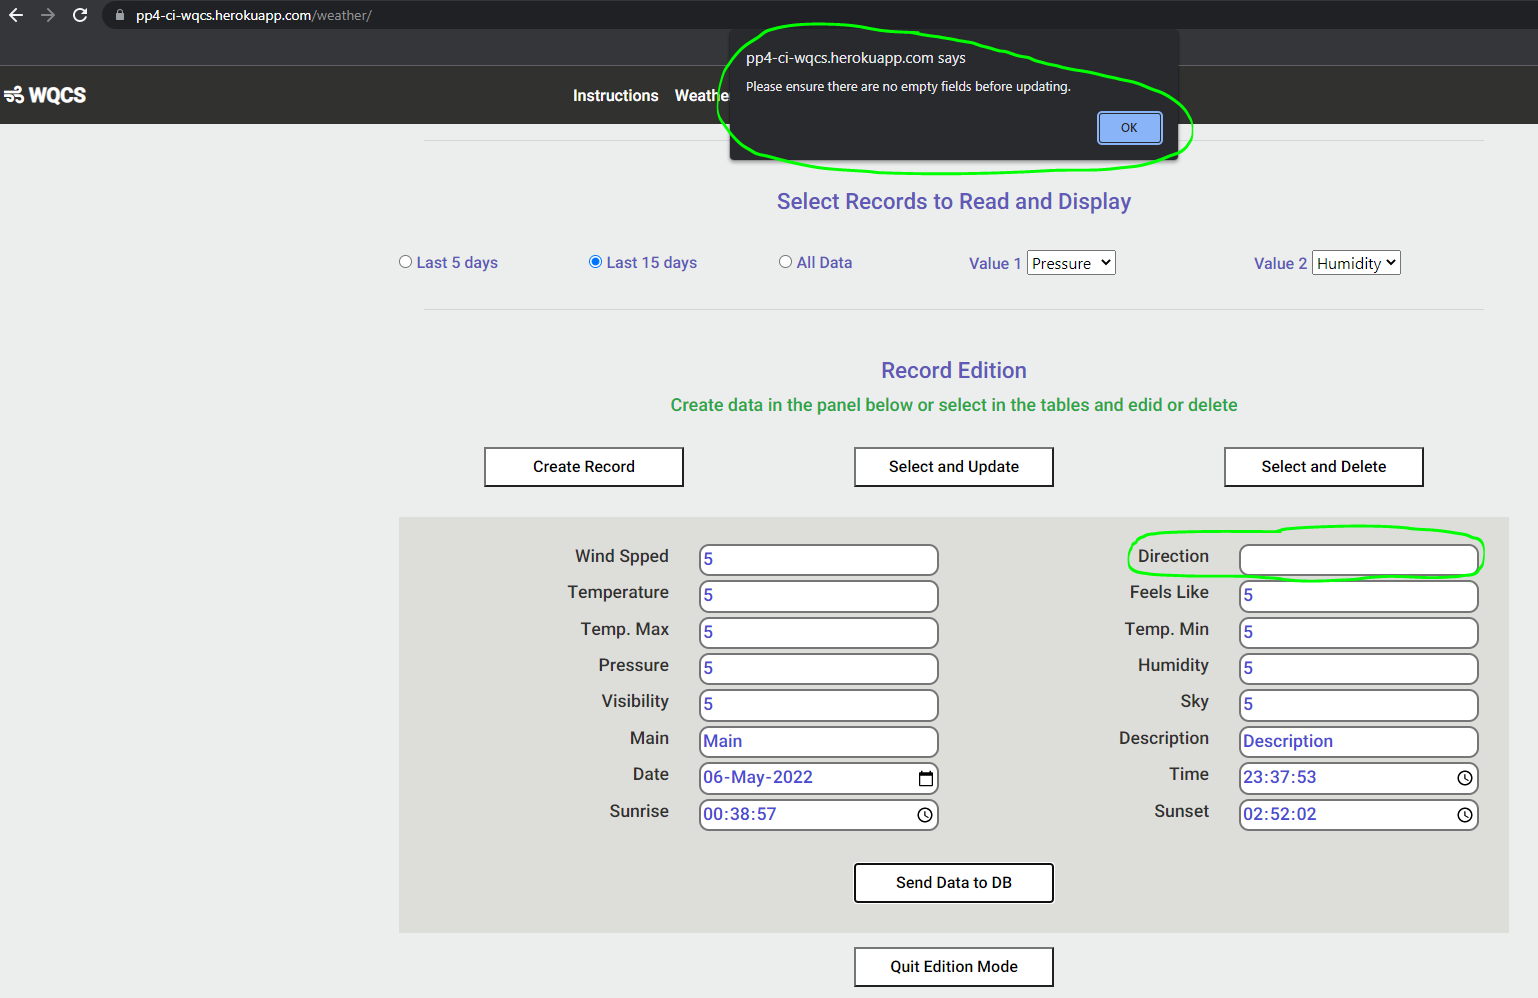 pp4-ci-wqcs.herokuapp.com/weather/
pp4-ci-wqcs.herokuapp.com says
Please ensure there are no empty fields before updating.
OK
WQCS
Instructions Weathe
Select Records to Read and Display
Last 5 days Last 15 days All Data Value 1 Pressure Value 2 Humidity
Record Edition
Create data in the panel below or select in the tables and edid or delete
Create Record Select and Update Select and Delete
Wind Spped 5 Direction
Temperature 5 Feels Like 5
Temp. Max 5 Temp. Min 5
Pressure 5 Humidity 5
Visibility 5 Sky 5
Main Main Description Description
Date 06-May-2022 Time 23:37:53
Sunrise 00:38:57 Sunset 02:52:02
Send Data to DB
Quit Edition Mode